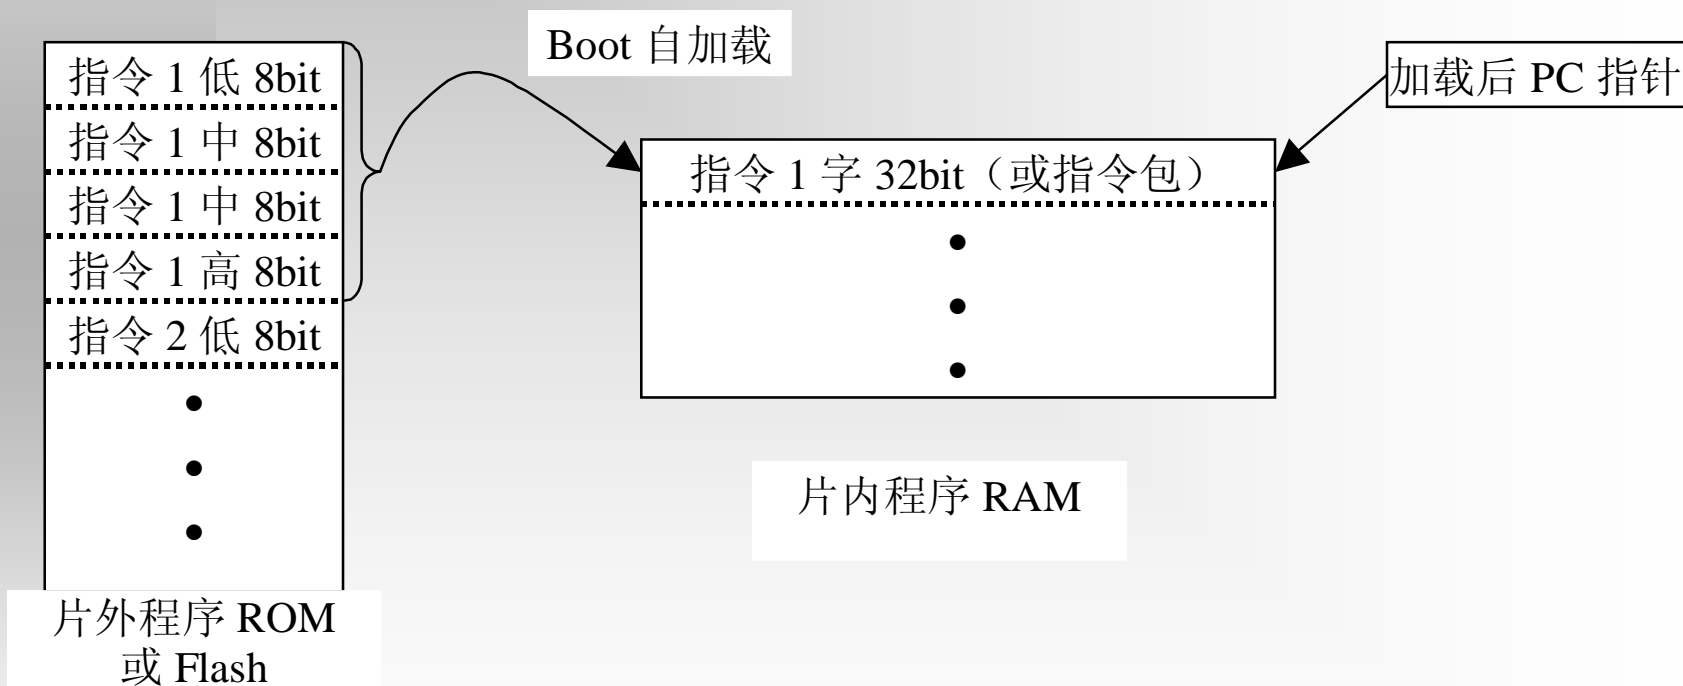 Boot 自加载
指令 1 低 8bit
指令 1 中 8bit
指令 1 中 8bit
指令 1 高 8bit
指令 2 低 8bit
片外程序 ROM
或 Flash
指令 1 字 32bit（或指令包）
片内程序 RAM
加载后 PC 指针